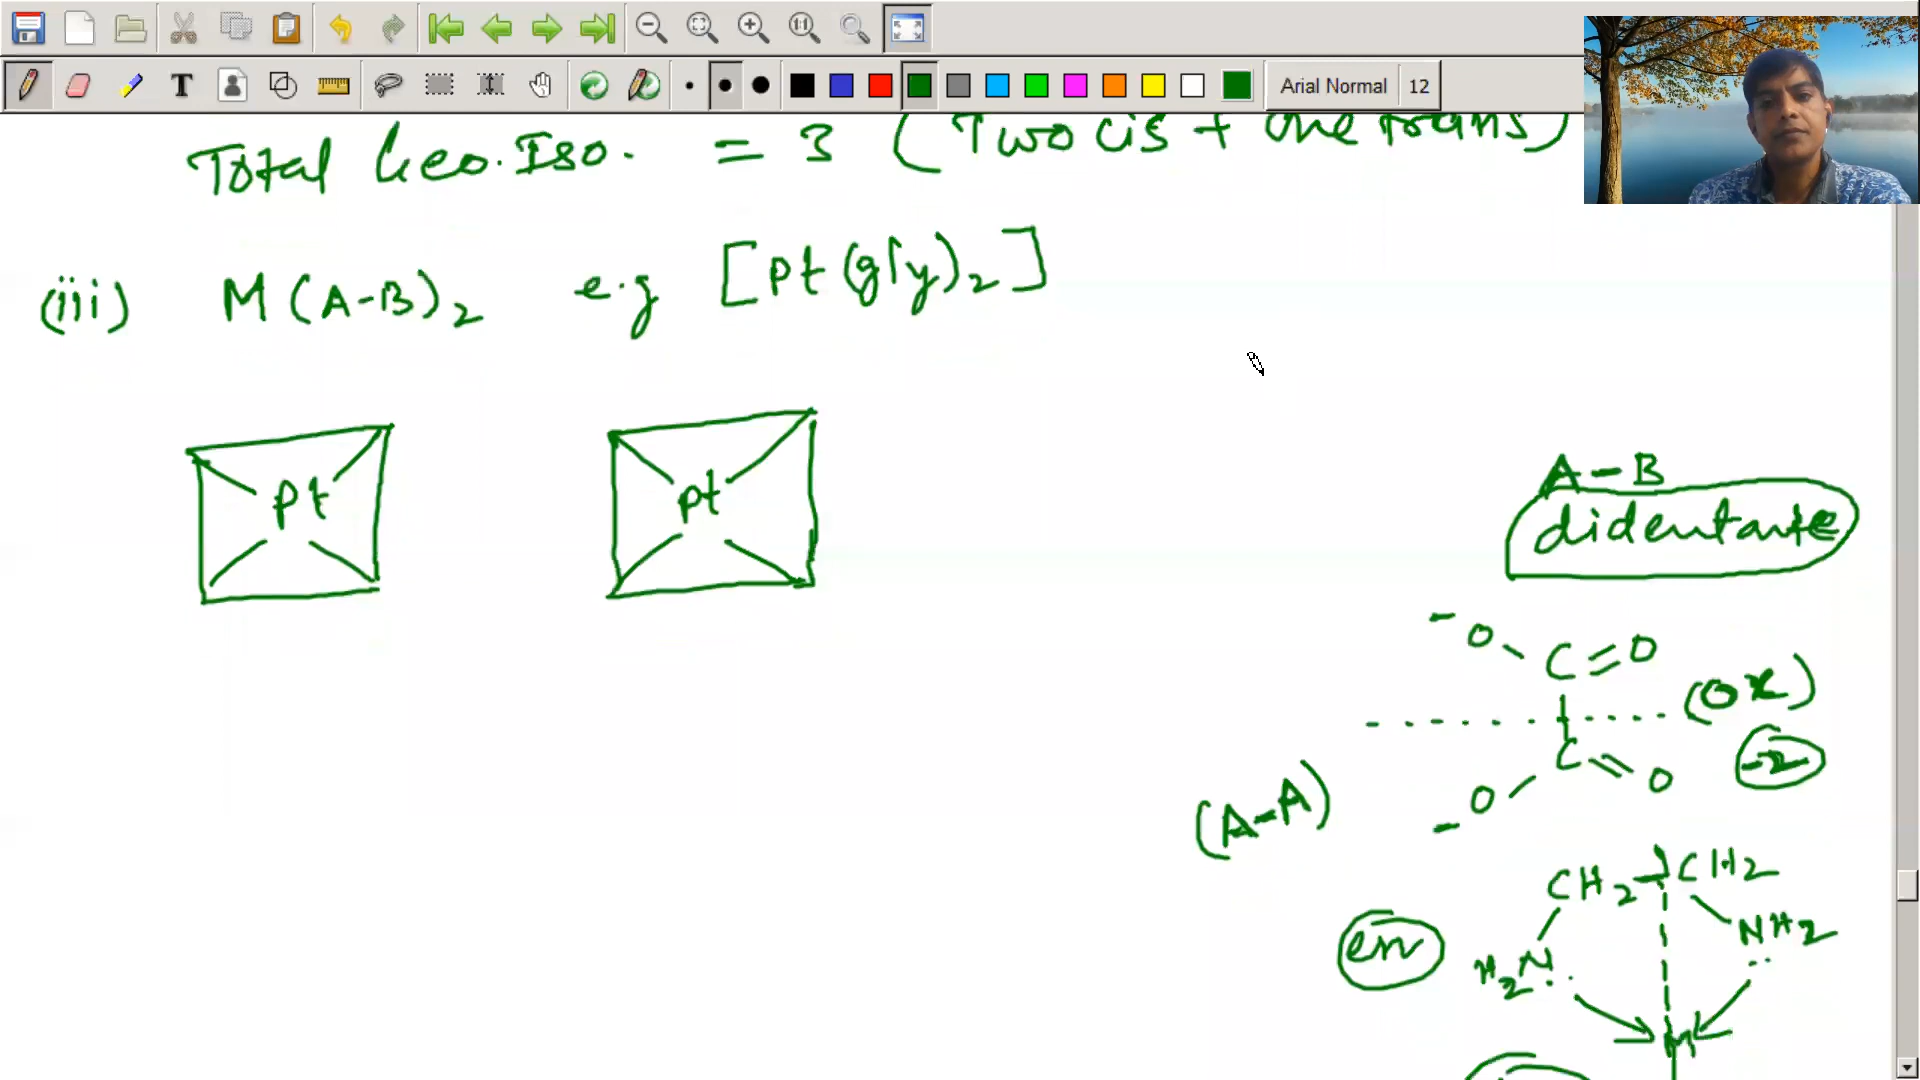 T
Arial Normal 12
Total Geo. Iso. = 3 (Two cis + one trans)
(iii) M(A-B)2 e.g [Pt(gly)2]
Pt
Pt
A-B
didentante
- O C = O
(ox)
-2
C = O
- O
(A-A)
CH2 - CH2
en
H2N:
NH2
M